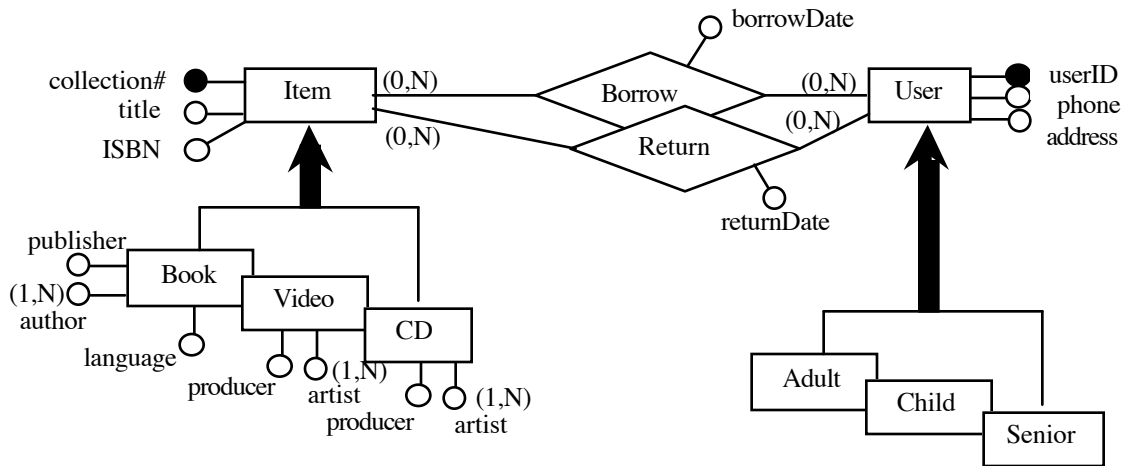 borrowDate
collection#
title
ISBN
Item
(0,N)
(0,N)
Borrow
Return
(0,N)
(0,N)
User
userID
phone
address
returnDate
publisher
(1,N)
author
language
Book
Video
CD
producer
(1,N)
artist
producer
(1,N)
artist
Adult
Child
Senior